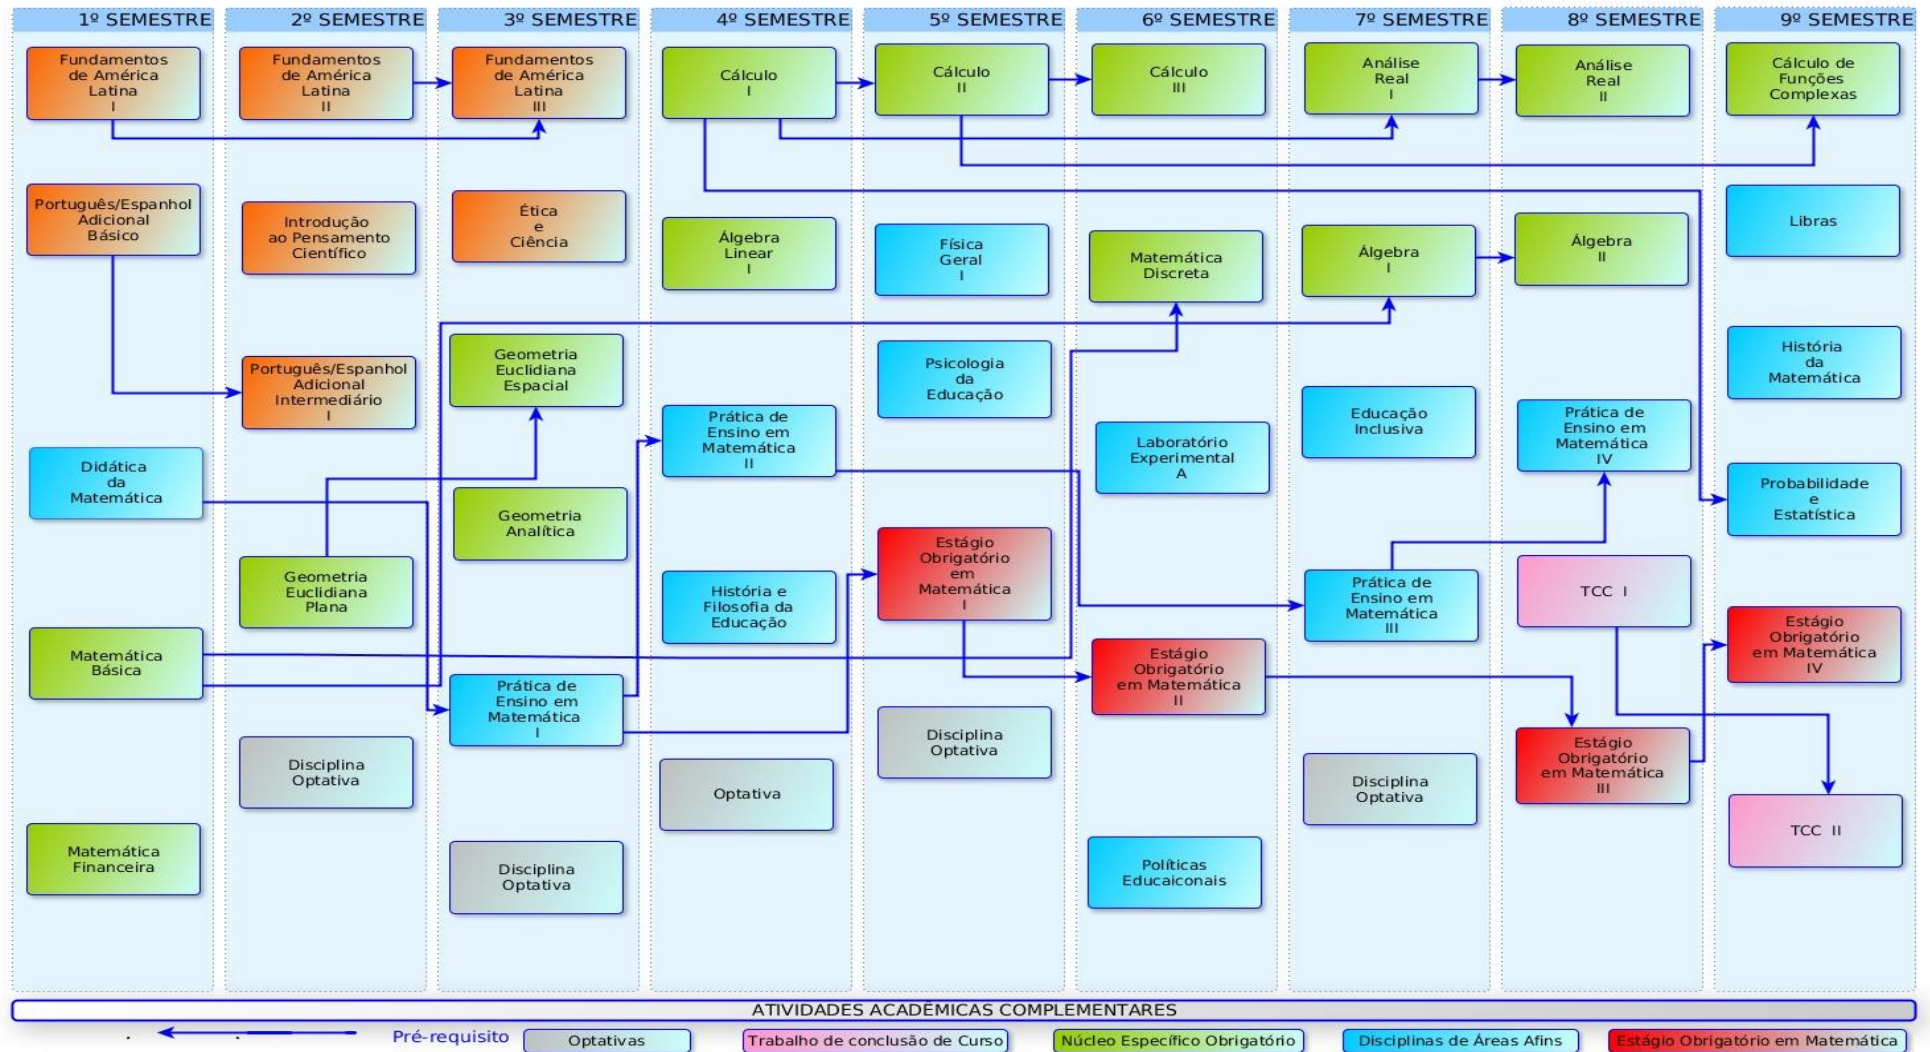 1º SEMESTRE
Fundamentos
de América
Latina
I
Português/Espanhol
Adicional
Básico
Didática
da
Matemática
Matemática
Básica
Matemática
Financeira
2º SEMESTRE
Fundamentos
de América
Latina
II
Introdução
ao Pensamento
Científico
Português/Espanhol
Adicional
Intermediário
I
Geometria
Euclidiana
Plana
Disciplina
Optativa
3º SEMESTRE
Fundamentos
de América
Latina
III
Ética
e
Ciência
Geometria
Euclidiana
Espacial
Geometria
Analítica
Prática de
Ensino em
Matemática
I
Disciplina
Optativa
4º SEMESTRE
Cálculo
I
Álgebra
Linear
I
Prática de
Ensino em
Matemática
II
História e
Filosofia da
Educação
Optativa
5º SEMESTRE
Cálculo
II
Física
Geral
I
Psicologia
da
Educação
Estágio
Obrigatório
em
Matemática
I
Disciplina
Optativa
6º SEMESTRE
Cálculo
III
Matemática
Discreta
Laboratório
Experimental
A
Estágio
Obrigatório
em Matemática
II
Políticas
Educaiconais
7º SEMESTRE
Análise
Real
I
Álgebra
I
Educação
Inclusiva
Prática de
Ensino em
Matemática
III
Disciplina
Optativa
8º SEMESTRE
Análise
Real
II
Álgebra
II
Prática de
Ensino em
Matemática
IV
TCC I
Estágio
Obrigatório
em Matemática
III
9º SEMESTRE
Cálculo de
Funções
Complexas
Libras
História
da
Matemática
Probabilidade
e
Estatística
Estágio
Obrigatório
em Matemática
IV
TCC II
ATIVIDADES ACADÊMICAS COMPLEMENTARES
Pré-requisito
Optativas
Trabalho de conclusão de Curso
Núcleo Específico Obrigatório
Disciplinas de Áreas Afins
Estágio Obrigatório em Matemática